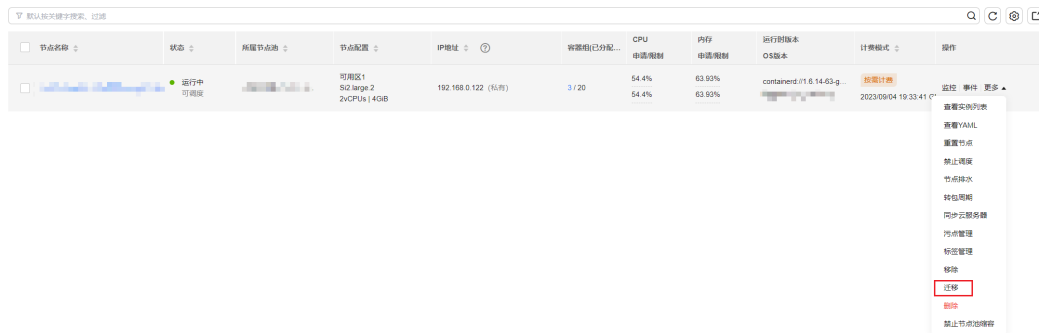 默认按关键字搜索、过滤
节点名称 状态 所属节点池 节点配置 IP地址 容器组(已分配... CPU 申请/限制 内存 申请/限制 运行时版本 OS版本 计费模式 操作
运行中
可调度
可用区1
Si2.large.2
2vCPUs | 4GiB
192.168.0.122 (私有)
3 / 20
54.4%
54.4%
63.93%
63.93%
containerd://1.6.14-63-g...
按需计费
2023/09/04 19:33:41 G
监控 事件 更多
查看实例列表
查看YAML
重置节点
禁止调度
节点排水
转包周期
同步云服务器
污点管理
标签管理
移除
迁移
删除
禁止节点池缩容